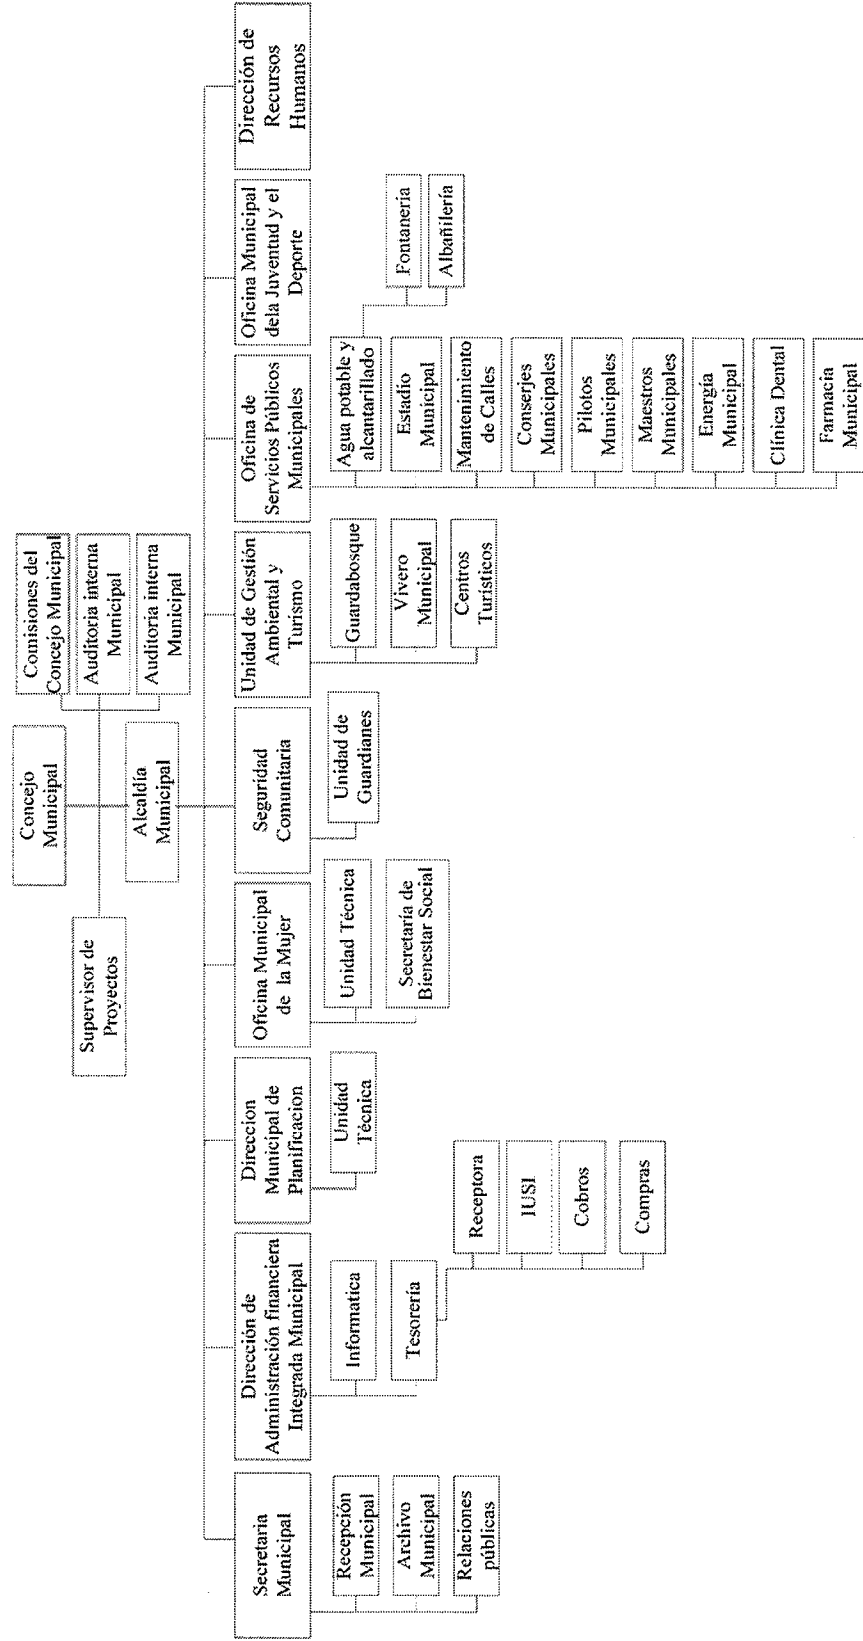 Concejo
Municipal
Comisiones del
Concejo Municipal
Auditoria interna
Municipal
Auditoria interna
Municipal
Supervisor de
Proyectos
Alcaldía
Municipal
Secretaria
Municipal
Recepción
Municipal
Archivo
Municipal
Relaciones
públicas
Dirección de
Administración financiera
Integrada Municipal
Informatica
Tesorería
Receptora
IUSI
Cobros
Compras
Direccion
Municipal de
Planificacion
Unidad
Técnica
Oficina Municipal
de la Mujer
Unidad Técnica
Secretaría de
Bienestar Social
Seguridad
Comunitaria
Unidad de
Guardianes
Unidad de Gestión
Ambiental y
Turismo
Guardabosque
Vivero
Municipal
Centros
Turísticos
Oficina de
Servicios Públicos
Municipales
Agua potable y
alcantarillado
Fontanería
Albañilería
Estadio
Municipal
Mantenimiento
de Calles
Conserjes
Municipales
Pilotos
Municipales
Maestros
Municipales
Energía
Municipal
Clínica Dental
Farmacia
Municipal
Oficina Municipal
dela Juventud y el
Deporte
Dirección de
Recursos
Humanos